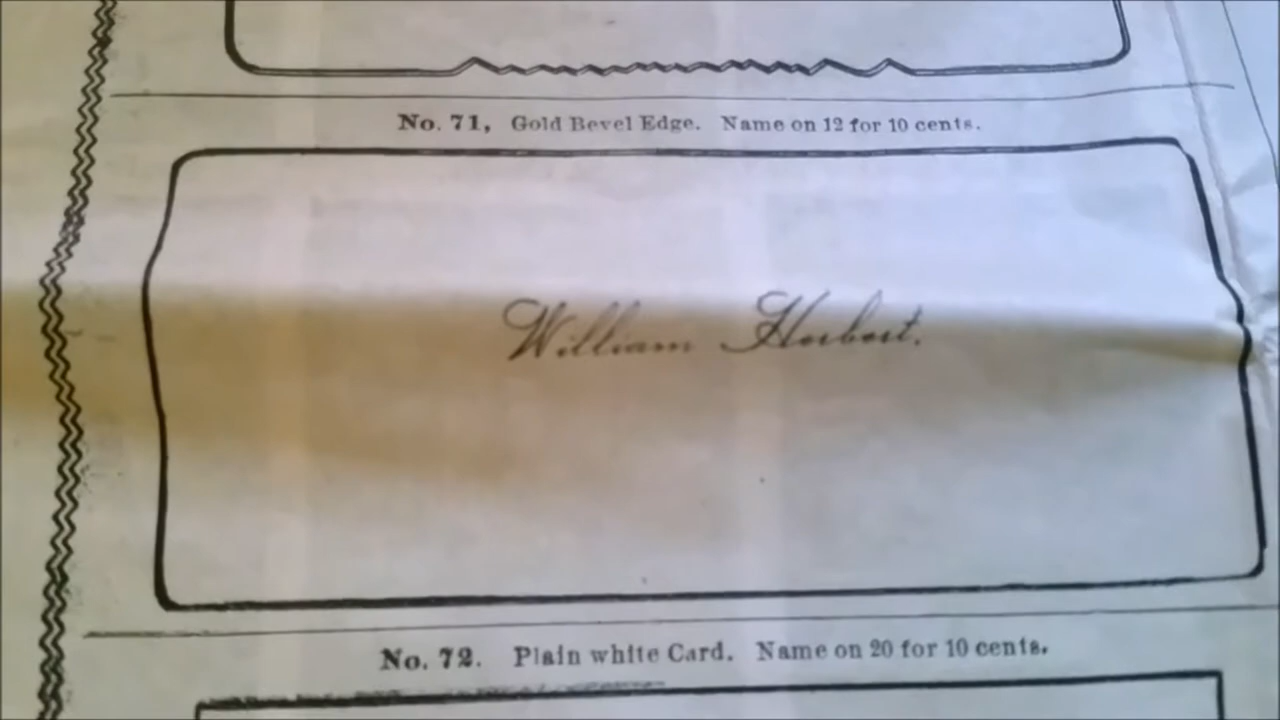 No. 71, Gold Bevel Edge. Name on 12 for 10 cents.
William Herbert.
No. 72. Plain white Card. Name on 20 for 10 cents.